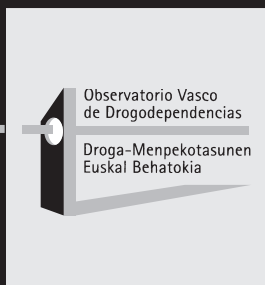 Observatorio Vasco
de Drogodependencias
Droga-Menpekotasunen
Euskal Behatokia